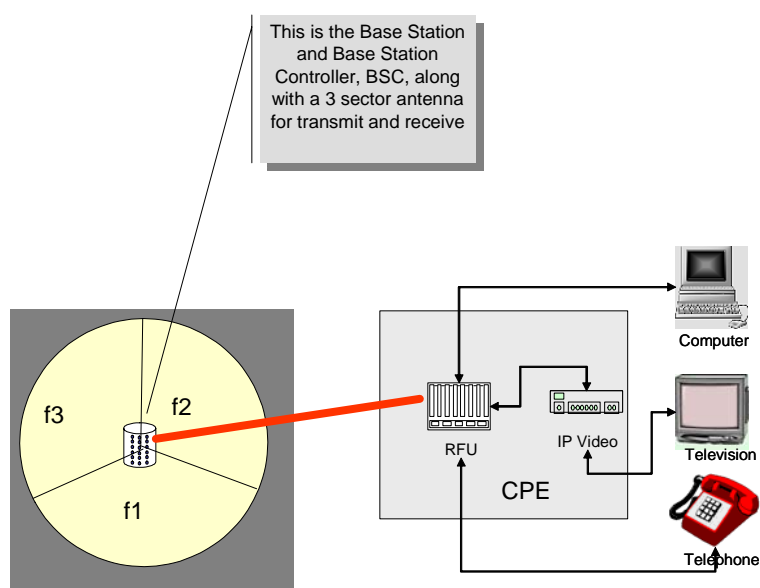 This is the Base Station
and Base Station
Controller, BSC, along
with a 3 sector antenna
for transmit and receive
Computer
f3
f2
f1
RFU
IP Video
CPE
Television
Telephone